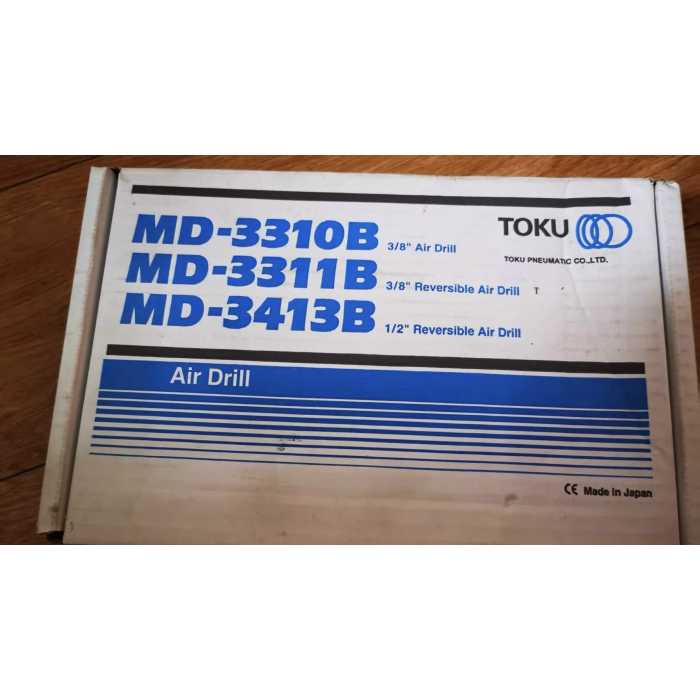 MD-3310B 3/8" Air Drill
MD-3311B 3/8" Reversible Air Drill T
MD-3413B 1/2" Reversible Air Drill
TOKU
TOKU PNEUMATIC CO.,LTD.
Air Drill
CE Made in Japan